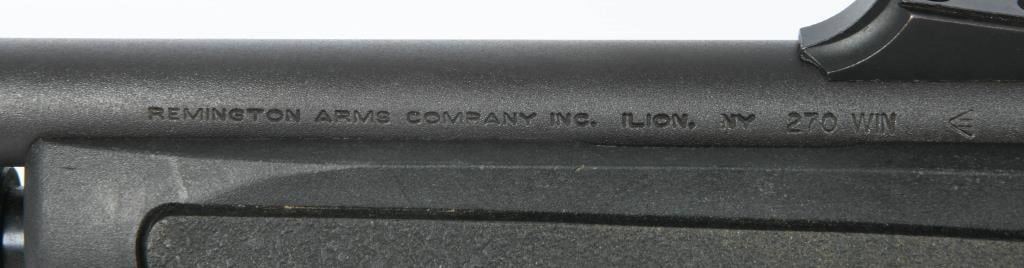 REMINGTON ARMS COMPANY INC. ILION, NY 270 WIN